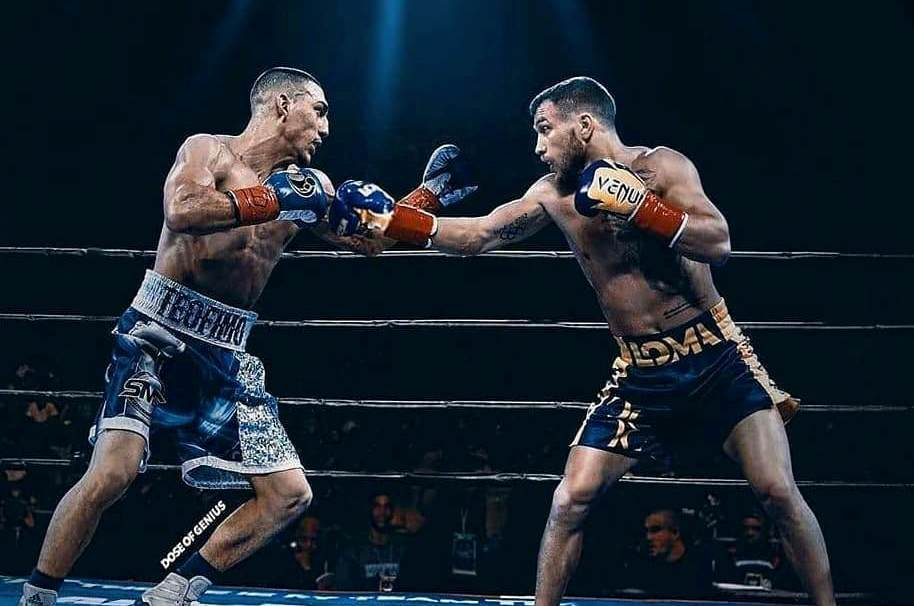 VENUM
TEOFIMO
LOMA
SM
DOSE OF GENIUS